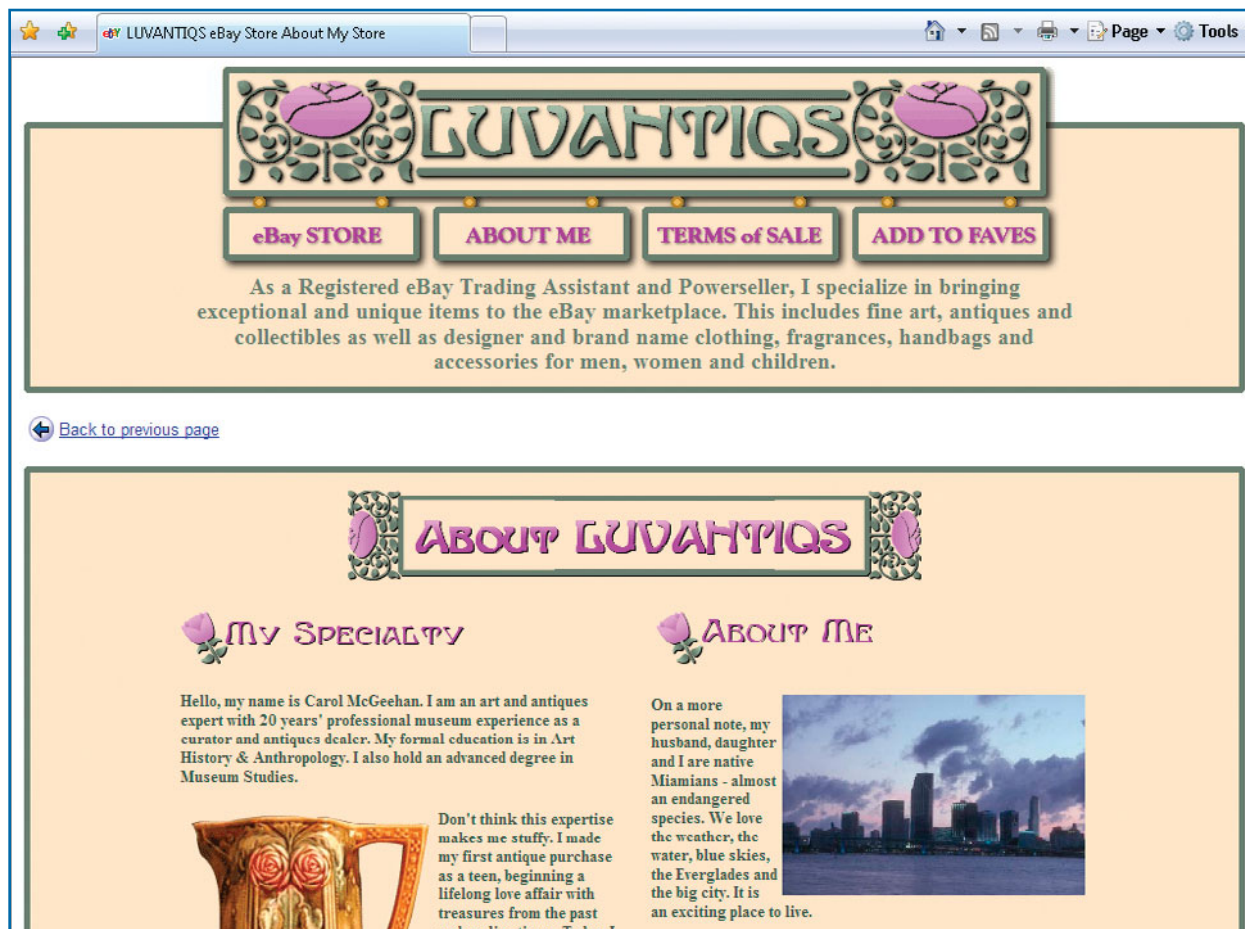 LUVANTIQS eBay Store About My Store
Page
Tools
LUVANTIQS
eBay STORE
ABOUT ME
TERMS of SALE
ADD TO FAVES
As a Registered eBay Trading Assistant and Powerseller, I specialize in bringing
exceptional and unique items to the eBay marketplace. This includes fine art, antiques and
collectibles as well as designer and brand name clothing, fragrances, handbags and
accessories for men, women and children.
Back to previous page
ABOUT LUVANTIQS
MY SPECIALTY
Hello, my name is Carol McGeehan. I am an art and antiques
expert with 20 years' professional museum experience as a
curator and antiques dealer. My formal education is in Art
History & Anthropology. I also hold an advanced degree in
Museum Studies.
Don't think this expertise
makes me stuffy. I made
my first antique purchase
as a teen, beginning a
lifelong love affair with
treasures from the past
ABOUT ME
On a more
personal note, my
husband, daughter
and I are native
Miamians - almost
an endangered
species. We love
the weather, the
water, blue skies,
the Everglades and
the big city. It is
an exciting place to live.